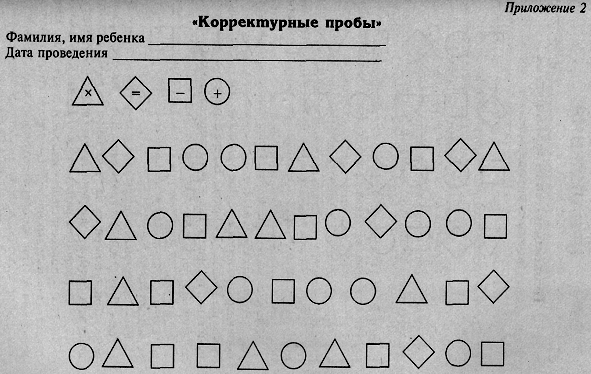 Приложение 2
«Корректурные пробы»
Фамилия, имя ребенка
Дата проведения
× = − +